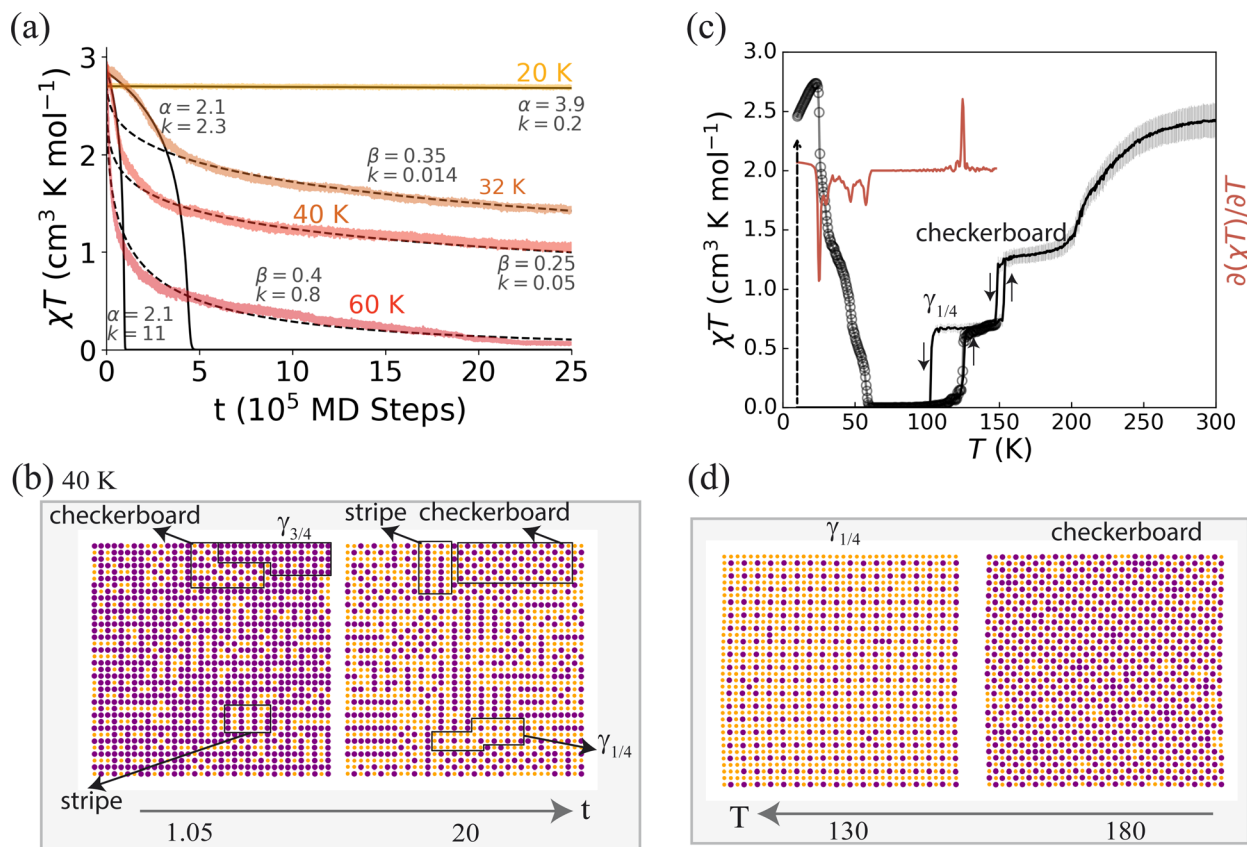 (a)
χT (cm³ K mol⁻¹)
3
2
1
0
20 K
α = 2.1
k = 2.3
α = 3.9
k = 0.2
β = 0.35
k = 0.014
32 K
40 K
β = 0.4
k = 0.8
β = 0.25
k = 0.05
60 K
α = 2.1
k = 11
0 5 10 15 20 25
t (10⁵ MD Steps)
(c)
χT (cm³ K mol⁻¹)
3.0
2.5
2.0
1.5
1.0
0.5
0.0
checkerboard
γ1/4
∂(χT)/∂T
0 50 100 150 200 250 300
T (K)
(b) 40 K
checkerboard
γ3/4
stripe
stripe
checkerboard
γ1/4
t
1.05 20
(d)
γ1/4 checkerboard
T
130 180